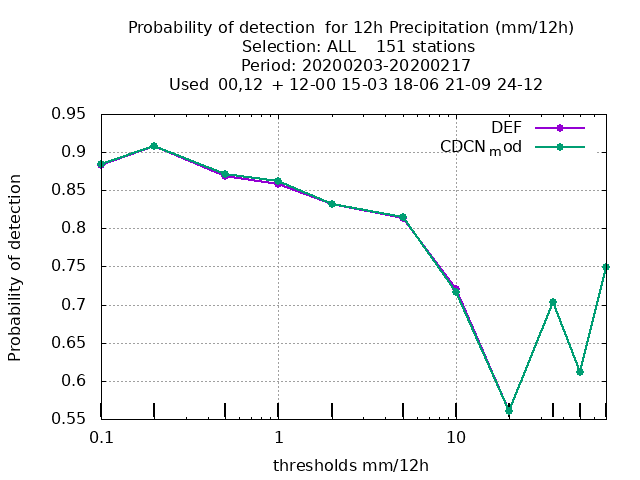 Probability of detection  for 12h Precipitation (mm/12h)
Selection: ALL    151 stations
Period: 20200203-20200217
Used  00,12  + 12-00 15-03 18-06 21-09 24-12
DEF
CDCNmod
0.95
0.9
0.85
0.8
0.75
0.7
0.65
0.6
0.55
Probability of detection
0.1 1 10
thresholds mm/12h